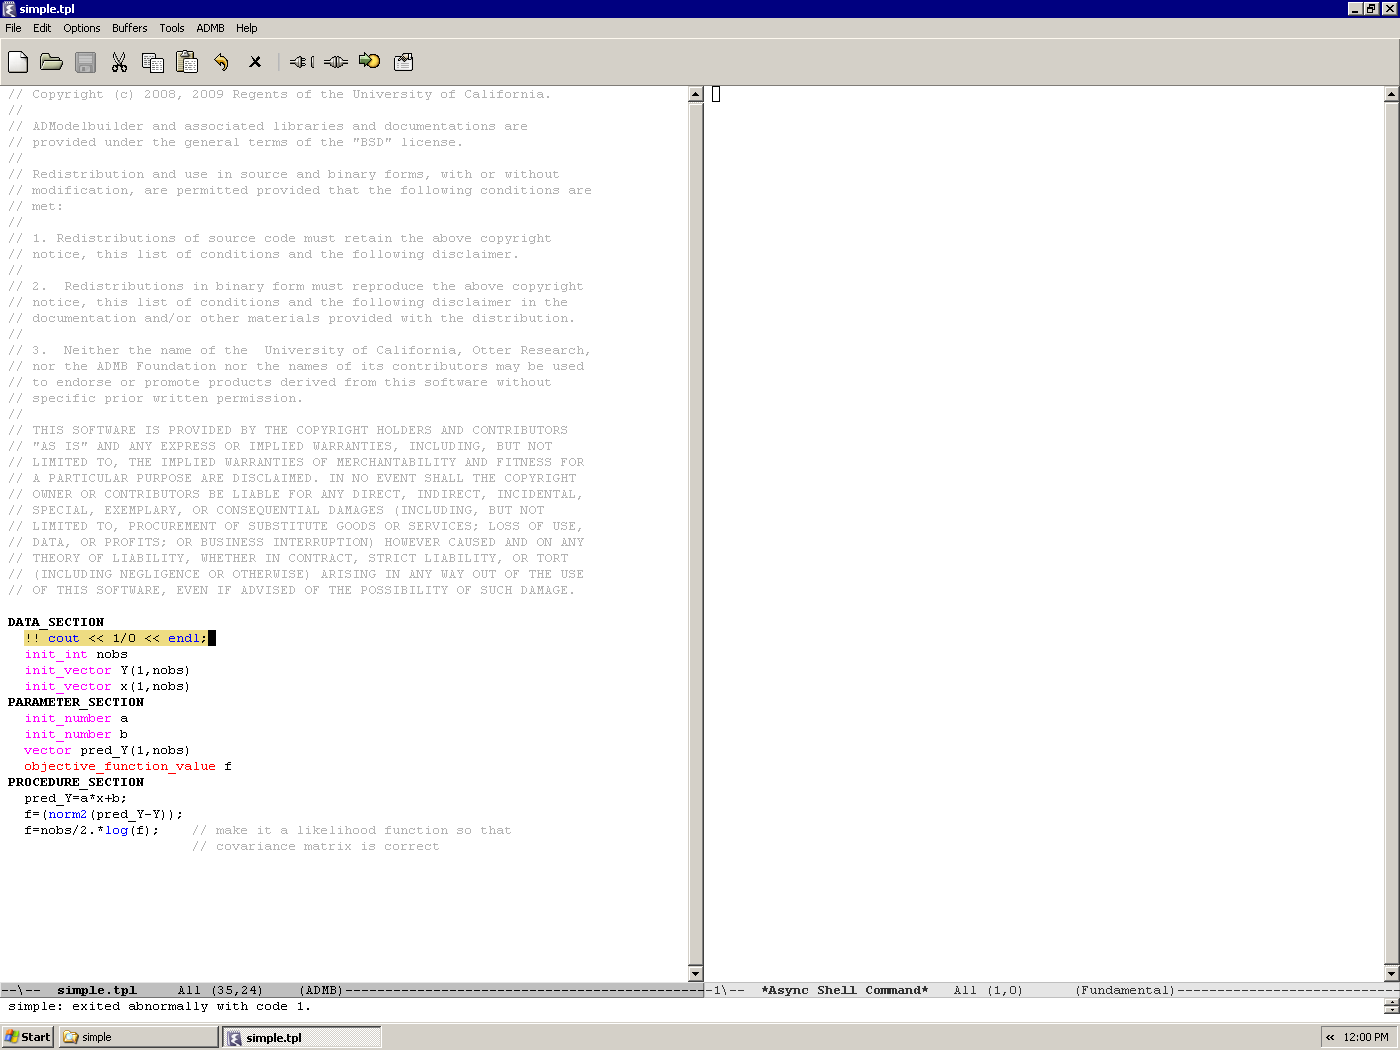 simple.tpl
File Edit Options Buffers Tools ADMB Help
// Copyright (c) 2008, 2009 Regents of the University of California.
//
// ADModelbuilder and associated libraries and documentations are
// provided under the general terms of the "BSD" license.
//
// Redistribution and use in source and binary forms, with or without
// modification, are permitted provided that the following conditions are
// met:
//
// 1. Redistributions of source code must retain the above copyright
// notice, this list of conditions and the following disclaimer.
//
// 2.  Redistributions in binary form must reproduce the above copyright
// notice, this list of conditions and the following disclaimer in the
// documentation and/or other materials provided with the distribution.
//
// 3.  Neither the name of the  University of California, Otter Research,
// nor the ADMB Foundation nor the names of its contributors may be used
// to endorse or promote products derived from this software without
// specific prior written permission.
//
// THIS SOFTWARE IS PROVIDED BY THE COPYRIGHT HOLDERS AND CONTRIBUTORS
// "AS IS" AND ANY EXPRESS OR IMPLIED WARRANTIES, INCLUDING, BUT NOT
// LIMITED TO, THE IMPLIED WARRANTIES OF MERCHANTABILITY AND FITNESS FOR
// A PARTICULAR PURPOSE ARE DISCLAIMED. IN NO EVENT SHALL THE COPYRIGHT
// OWNER OR CONTRIBUTORS BE LIABLE FOR ANY DIRECT, INDIRECT, INCIDENTAL,
// SPECIAL, EXEMPLARY, OR CONSEQUENTIAL DAMAGES (INCLUDING, BUT NOT
// LIMITED TO, PROCUREMENT OF SUBSTITUTE GOODS OR SERVICES; LOSS OF USE,
// DATA, OR PROFITS; OR BUSINESS INTERRUPTION) HOWEVER CAUSED AND ON ANY
// THEORY OF LIABILITY, WHETHER IN CONTRACT, STRICT LIABILITY, OR TORT
// (INCLUDING NEGLIGENCE OR OTHERWISE) ARISING IN ANY WAY OUT OF THE USE
// OF THIS SOFTWARE, EVEN IF ADVISED OF THE POSSIBILITY OF SUCH DAMAGE.
DATA_SECTION
  !! cout << 1/0 << endl;
  init_int nobs
  init_vector Y(1,nobs)
  init_vector x(1,nobs)
PARAMETER_SECTION
  init_number a
  init_number b
  vector pred_Y(1,nobs)
  objective_function_value f
PROCEDURE_SECTION
  pred_Y=a*x+b;
  f=(norm2(pred_Y-Y));
  f=nobs/2.*log(f);    // make it a likelihood function so that
                       // covariance matrix is correct
--\--  simple.tpl     All (35,24)    (ADMB)---------------------------------------------
-1\--  *Async Shell Command*   All (1,0)      (Fundamental)----------------------------
simple: exited abnormally with code 1.
Start simple simple.tpl « 12:00 PM